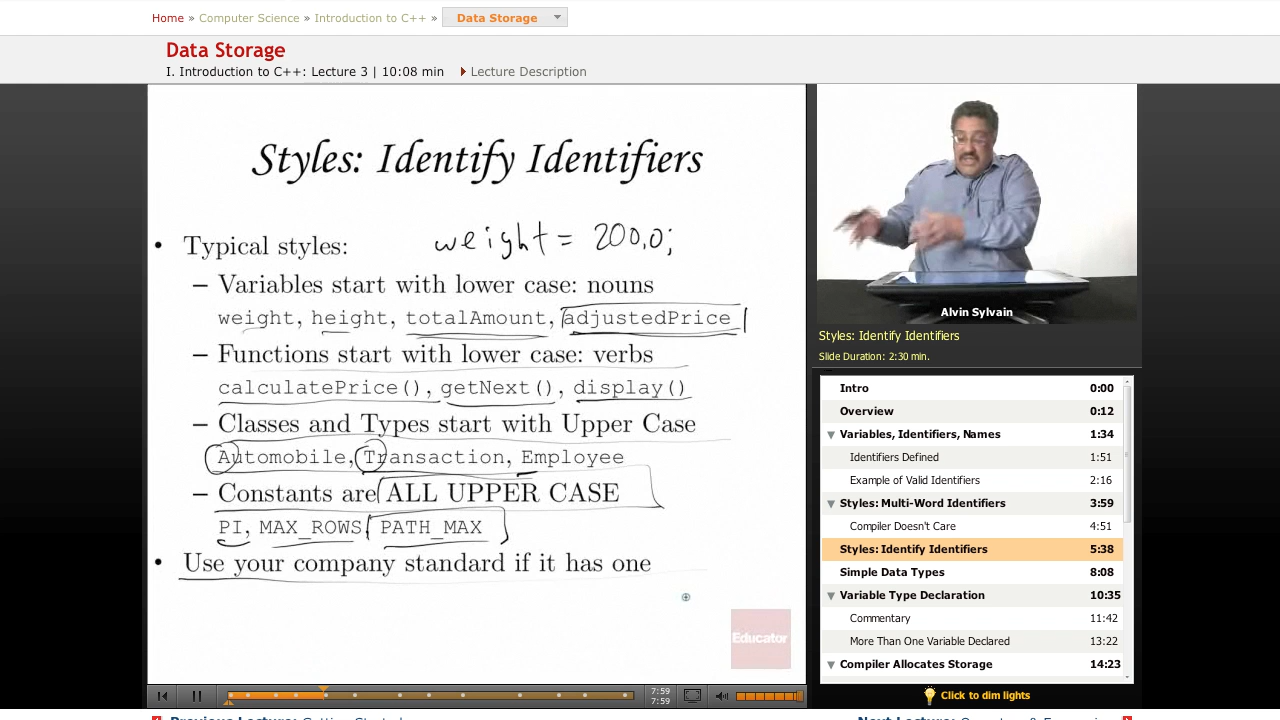 Home » Computer Science » Introduction to C++ » Data Storage
Data Storage
I. Introduction to C++: Lecture 3 | 10:08 min Lecture Description
Styles: Identify Identifiers
• Typical styles: weight = 200.0;
– Variables start with lower case: nouns
weight, height, totalAmount, adjustedPrice
– Functions start with lower case: verbs
calculatePrice(), getNext(), display()
– Classes and Types start with Upper Case
Automobile, Transaction, Employee
– Constants are ALL UPPER CASE
PI, MAX_ROWS, PATH_MAX
• Use your company standard if it has one
Educator
7:59
7:59
Alvin Sylvain
Styles: Identify Identifiers
Slide Duration: 2:30 min.
Intro 0:00
Overview 0:12
Variables, Identifiers, Names 1:34
Identifiers Defined 1:51
Example of Valid Identifiers 2:16
Styles: Multi-Word Identifiers 3:59
Compiler Doesn't Care 4:51
Styles: Identify Identifiers 5:38
Simple Data Types 8:08
Variable Type Declaration 10:35
Commentary 11:42
More Than One Variable Declared 13:22
Compiler Allocates Storage 14:23
Click to dim lights
Previous Lecture: Getting Started
Next Lecture: